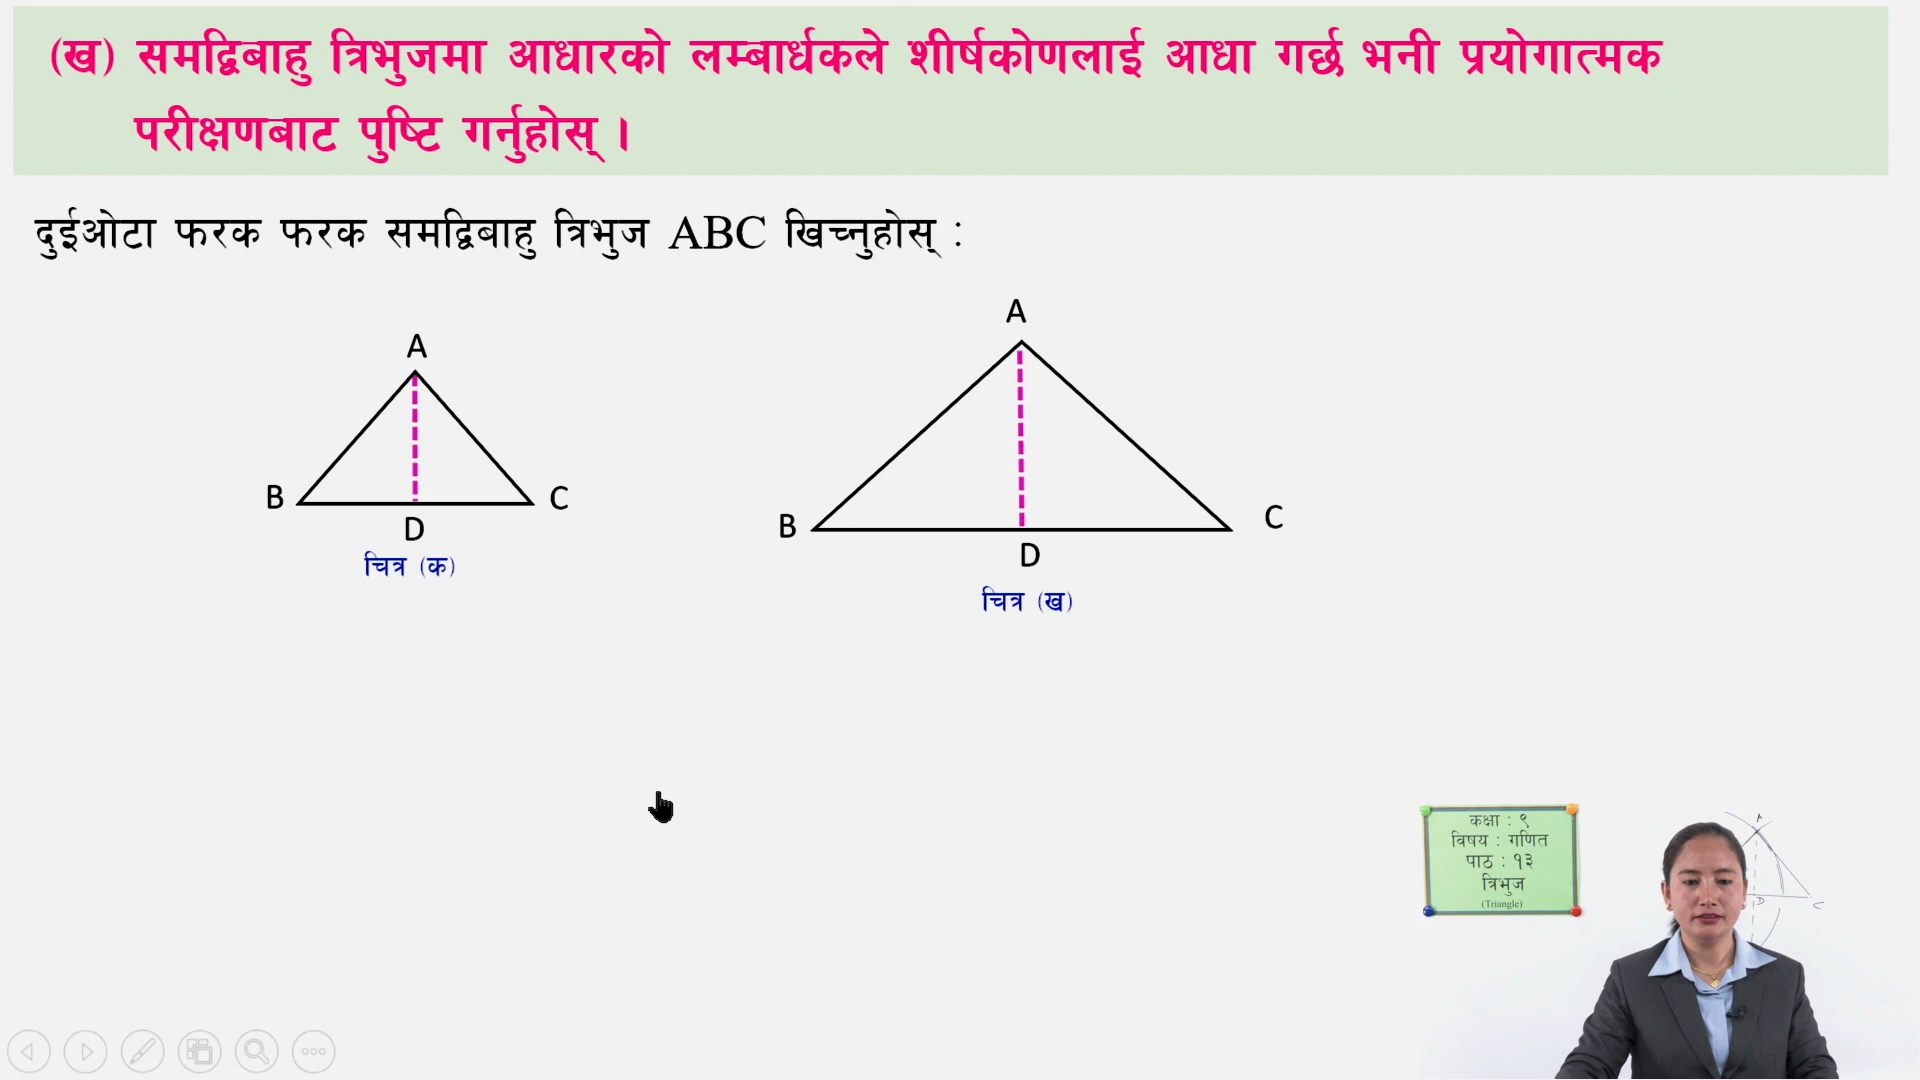 (ख) समद्विबाहु त्रिभुजमा आधारको लम्बार्धकले शीर्षकोणलाई आधा गर्छ भनी प्रयोगात्मक
परीक्षणबाट पुष्टि गर्नुहोस् ।
दुईओटा फरक फरक समद्विबाहु त्रिभुज ABC खिच्नुहोस् :
A
B
C
D
चित्र (क)
A
B
C
D
चित्र (ख)
कक्षा : ९
विषय : गणित
पाठ : १३
त्रिभुज
(Triangle)
A
D
C